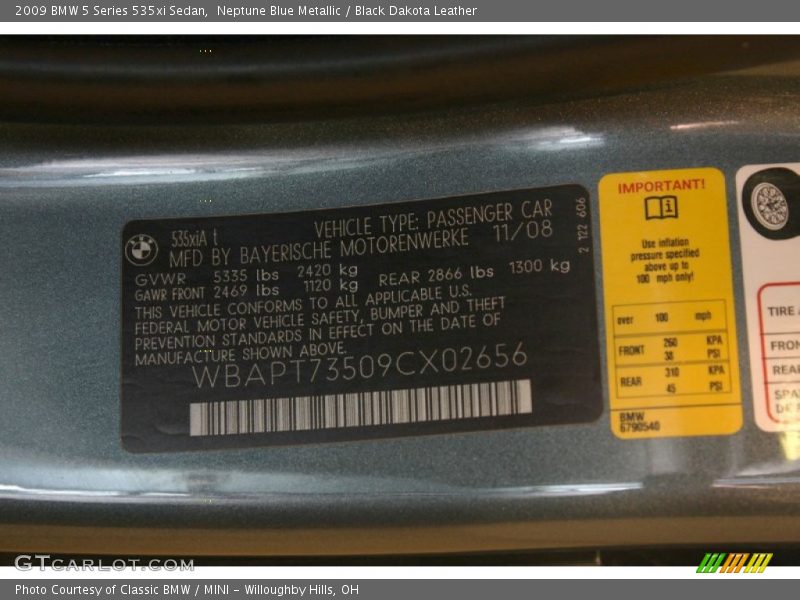 2009 BMW 5 Series 535xi Sedan,  Neptune Blue Metallic / Black Dakota Leather
535xiA t
VEHICLE TYPE: PASSENGER CAR
MFD BY BAYERISCHE MOTORENWERKE 11/08
GVWR 5335 lbs 2420 kg
GAWR FRONT 2469 lbs 1120 kg REAR 2866 lbs 1300 kg
THIS VEHICLE CONFORMS TO ALL APPLICABLE U.S.
FEDERAL MOTOR VEHICLE SAFETY, BUMPER AND THEFT
PREVENTION STANDARDS IN EFFECT ON THE DATE OF
MANUFACTURE SHOWN ABOVE.
WBAPT73509CX02656
2 122 606
IMPORTANT!
Use inflation
pressure specified
above up to
100 mph only!
over 100 mph
FRONT 260 KPA
38 PSI
REAR 310 KPA
45 PSI
BMW
6790540
TIRE
FRON
REA
SPA
GTCARLOT.COM
Photo Courtesy of Classic BMW / MINI - Willoughby Hills, OH